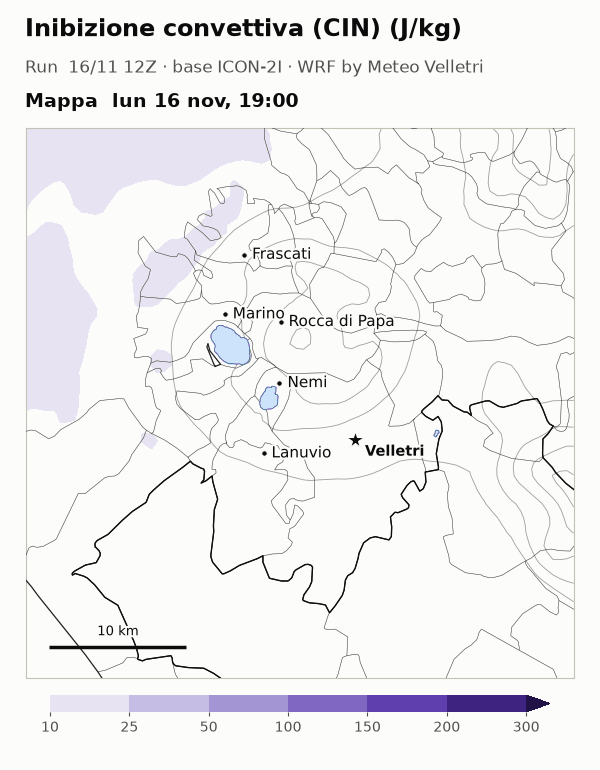 Inibizione convettiva (CIN) (J/kg)
Run  16/11 12Z · base ICON-2I · WRF by Meteo Velletri
Mappa  lun 16 nov, 19:00
Frascati
Marino
Rocca di Papa
Nemi
Velletri
Lanuvio
10 km
10 25 50 100 150 200 300